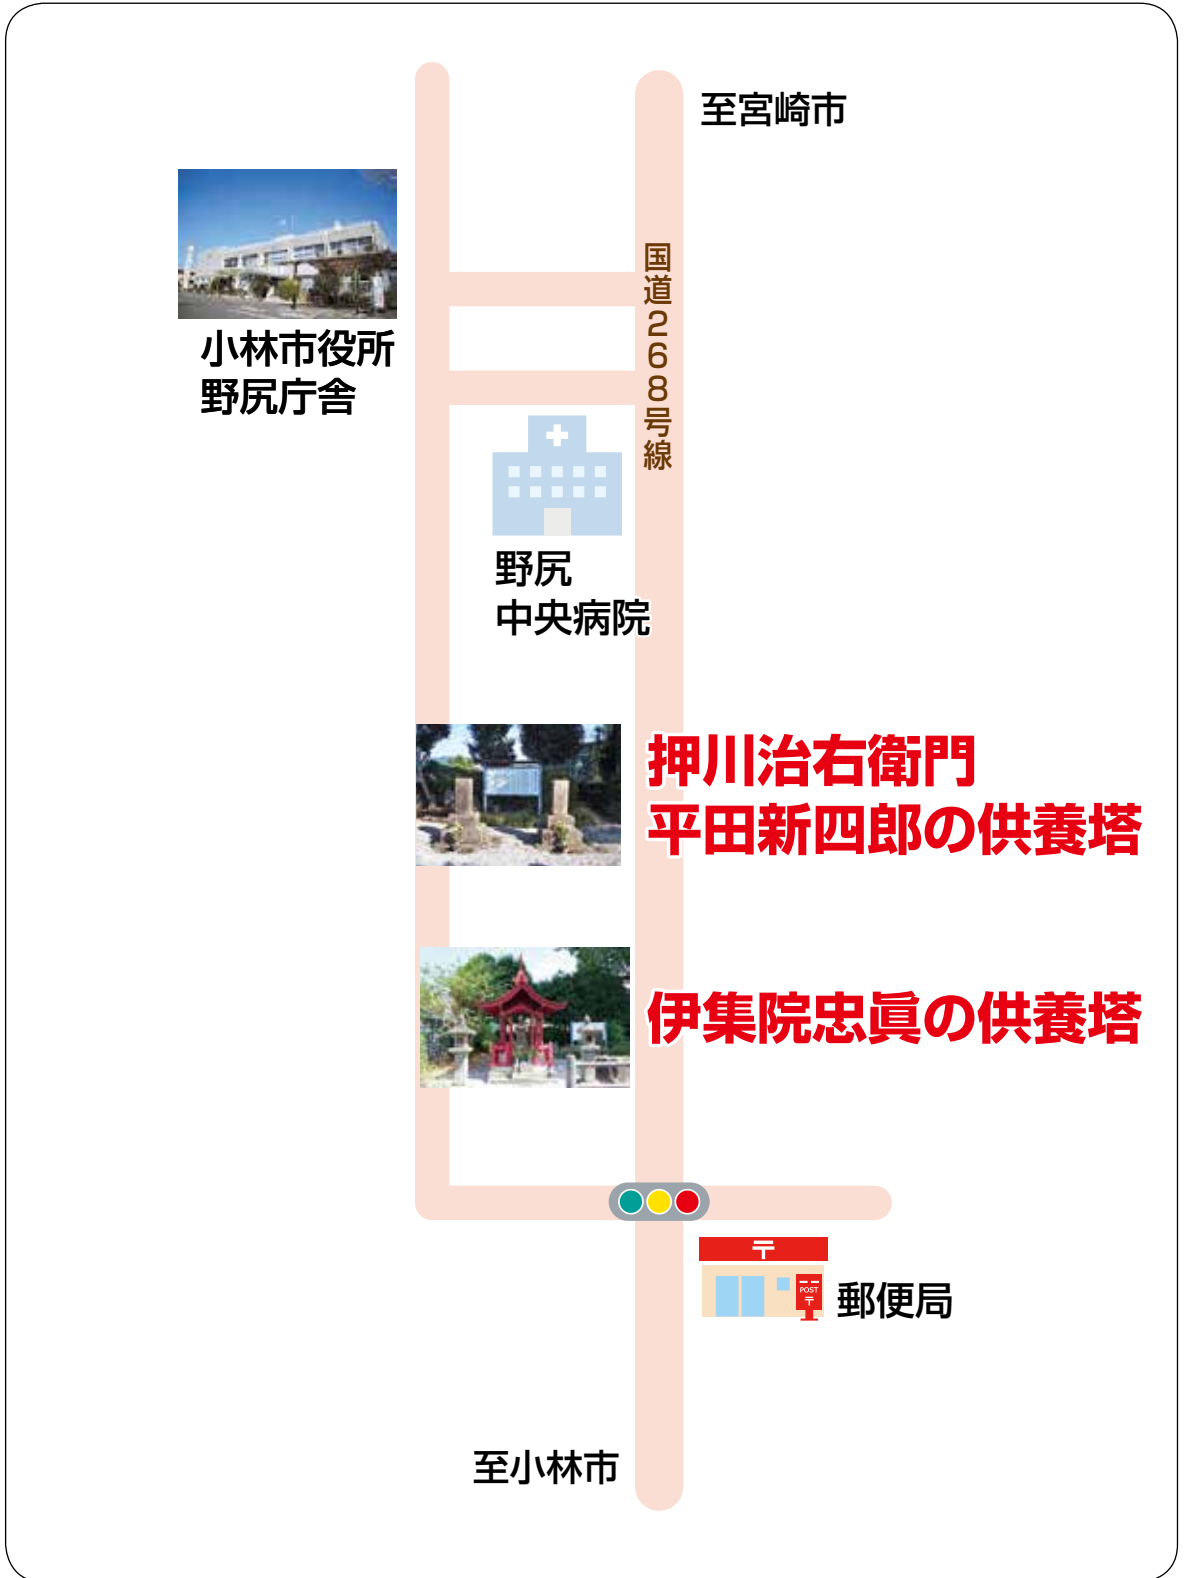 至宮崎市
国道268号線
小林市役所
野尻庁舎
野尻
中央病院
押川治右衛門
平田新四郎の供養塔
伊集院忠眞の供養塔
〒
POST
〒
郵便局
至小林市